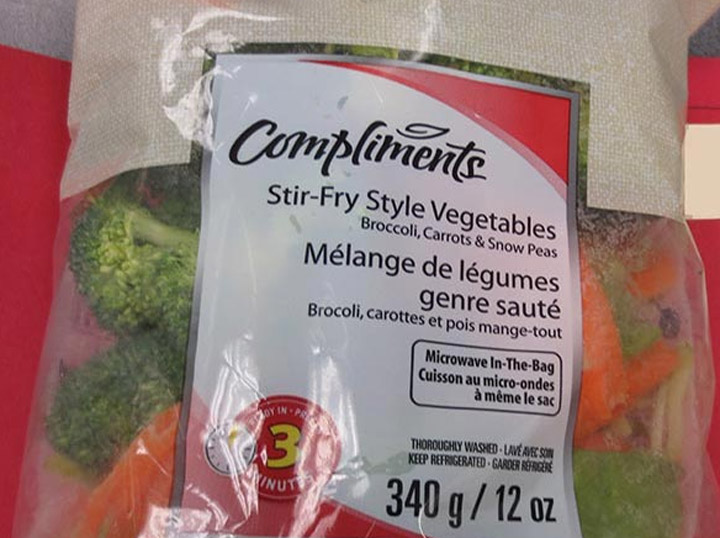 Compliments
Stir-Fry Style Vegetables
Broccoli, Carrots & Snow Peas
Mélange de légumes
genre sauté
Brocoli, carottes et pois mange-tout
Microwave In-The-Bag
Cuisson au micro-ondes
à même le sac
IN
3
THOROUGHLY WASHED - LAVÉ AVEC SOIN
KEEP REFRIGERATED - GARDER RÉFRIGÉRÉ
340 g / 12 oz